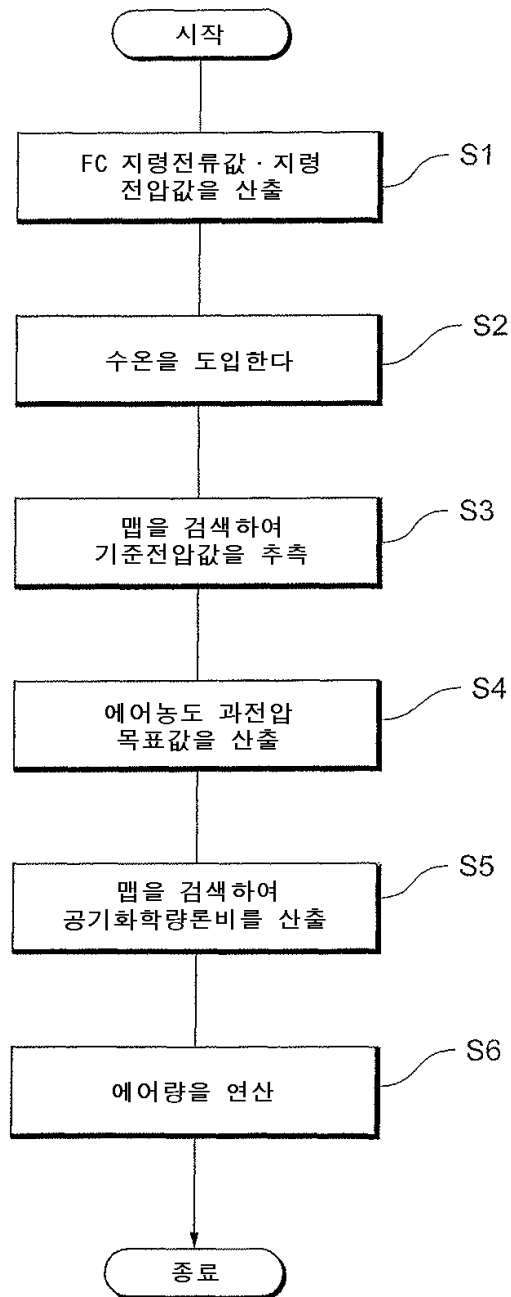 시작
FC 지령전류값 · 지령
전압값을 산출
S1
수온을 도입한다
S2
맵을 검색하여
기준전압값을 추측
S3
에어농도 과전압
목표값을 산출
S4
맵을 검색하여
공기화학량론비를 산출
S5
에어량을 연산
S6
종료